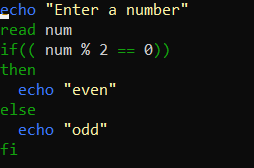 echo "Enter a number"
read num
if(( num % 2 == 0))
then
  echo "even"
else
  echo "odd"
fi